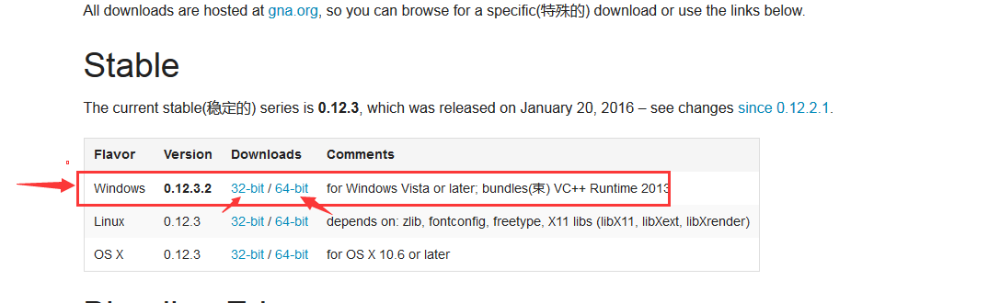 All downloads are hosted at gna.org, so you can browse for a specific(特殊的) download or use the links below.
Stable
The current stable(稳定的) series is 0.12.3, which was released on January 20, 2016 – see changes since 0.12.2.1.
Flavor Version Downloads Comments
Windows 0.12.3.2 32-bit / 64-bit for Windows Vista or later; bundles(束) VC++ Runtime 2013
Linux 0.12.3 32-bit / 64-bit depends on: zlib, fontconfig, freetype, X11 libs (libX11, libXext, libXrender)
OS X 0.12.3 32-bit / 64-bit for OS X 10.6 or later